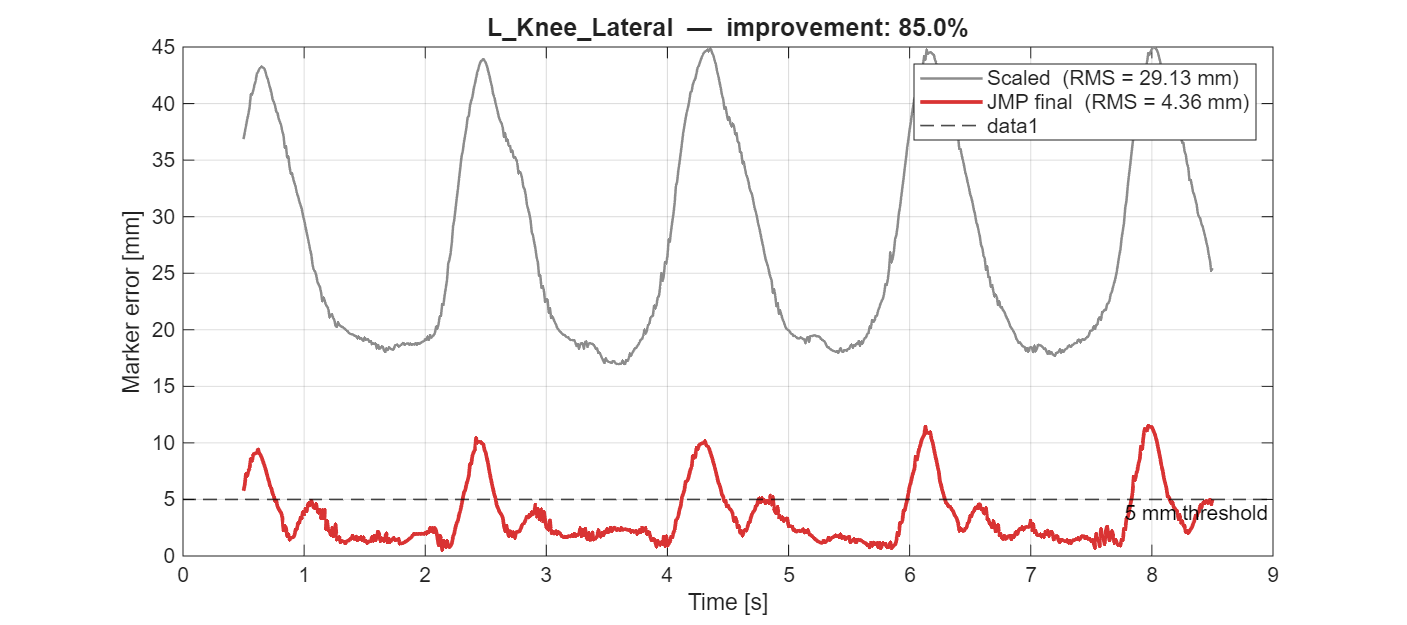 L_Knee_Lateral — improvement: 85.0%
Scaled (RMS = 29.13 mm)
JMP final (RMS = 4.36 mm)
data1
45
40
35
30
25
20
15
10
5
0
Marker error [mm]
5 mm threshold
0 1 2 3 4 5 6 7 8 9
Time [s]